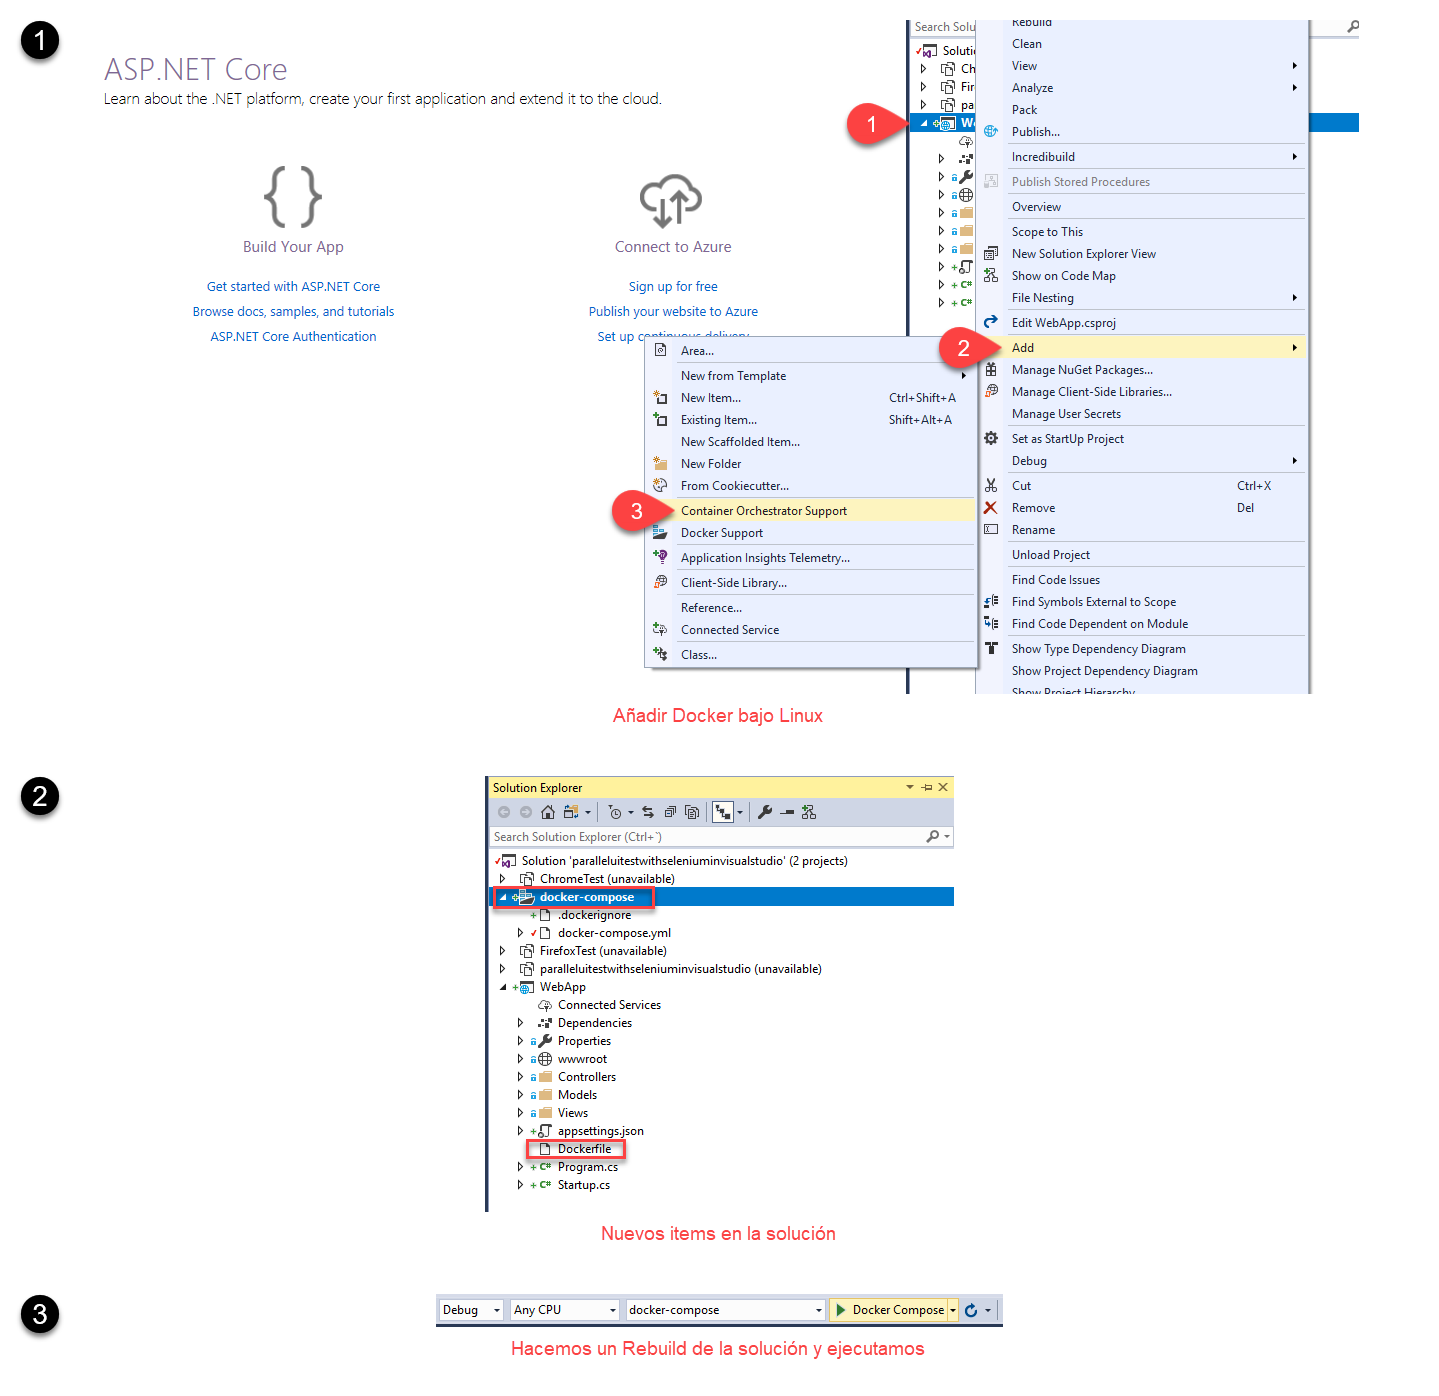 1
ASP.NET Core
Learn about the .NET platform, create your first application and extend it to the cloud.
Build Your App
Get started with ASP.NET Core
Browse docs, samples, and tutorials
ASP.NET Core Authentication
Connect to Azure
Sign up for free
Publish your website to Azure
Set up continuous delivery
Search Solu
Soluti
Ch
Fir
pa
1
We
C#
C#
Rebuild
Clean
View
Analyze
Pack
Publish...
Incredibuild
Publish Stored Procedures
Overview
Scope to This
New Solution Explorer View
Show on Code Map
File Nesting
Edit WebApp.csproj
2
Add
Manage NuGet Packages...
Manage Client-Side Libraries...
Manage User Secrets
Set as StartUp Project
Debug
Cut Ctrl+X
Remove Del
Rename
Unload Project
Find Code Issues
Find Symbols External to Scope
Find Code Dependent on Module
Show Type Dependency Diagram
Show Project Dependency Diagram
Show Project Hierarchy
Area...
New from Template
New Item... Ctrl+Shift+A
Existing Item... Shift+Alt+A
New Scaffolded Item...
New Folder
From Cookiecutter...
3
Container Orchestrator Support
Docker Support
Application Insights Telemetry...
Client-Side Library...
Reference...
Connected Service
Class...
Añadir Docker bajo Linux
2
Solution Explorer
Search Solution Explorer (Ctrl+`)
Solution 'paralleluitestwithseleniuminvisualstudio' (2 projects)
ChromeTest (unavailable)
docker-compose
.dockerignore
docker-compose.yml
FirefoxTest (unavailable)
paralleluitestwithseleniuminvisualstudio (unavailable)
WebApp
Connected Services
Dependencies
Properties
wwwroot
Controllers
Models
Views
appsettings.json
Dockerfile
C# Program.cs
C# Startup.cs
Nuevos items en la solución
3
Debug Any CPU docker-compose Docker Compose
Hacemos un Rebuild de la solución y ejecutamos